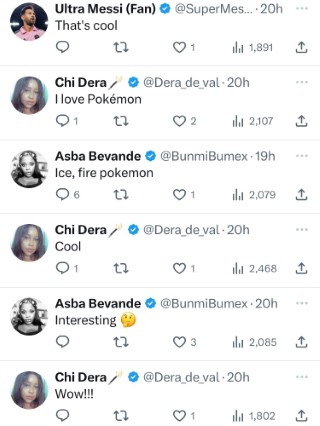 Ultra Messi (Fan) @SuperMes... · 20h
That's cool
1 1,891
Chi Dera @Dera_de_val · 20h
I love Pokémon
1 2 2,107
Asba Bevande @BunmiBumex · 19h
Ice, fire pokemon
6 1 2,079
Chi Dera @Dera_de_val · 20h
Cool
1 1 2,468
Asba Bevande @BunmiBumex · 20h
Interesting 🤔
3 2,085
Chi Dera @Dera_de_val · 20h
Wow!!!
1 1,802